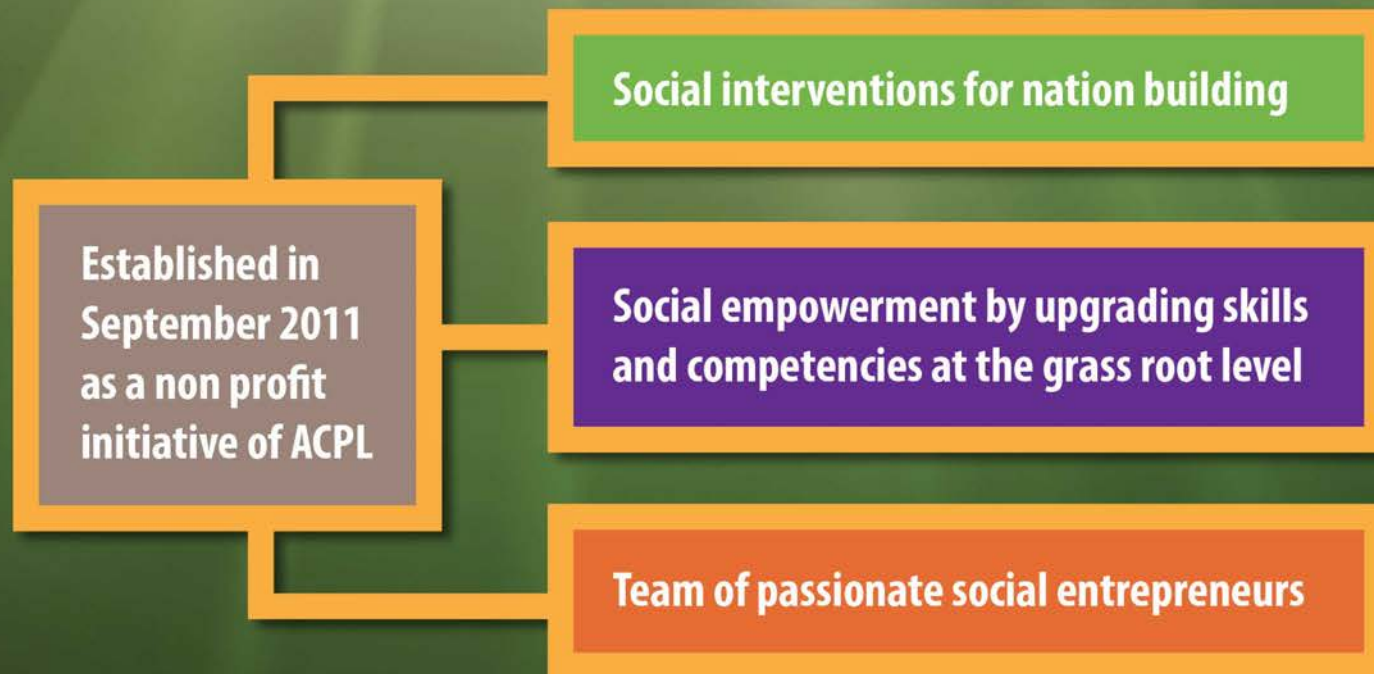 Social interventions for nation building
Established in
September 2011
as a non profit
initiative of ACPL
Social empowerment by upgrading skills
and competencies at the grass root level
Team of passionate social entrepreneurs